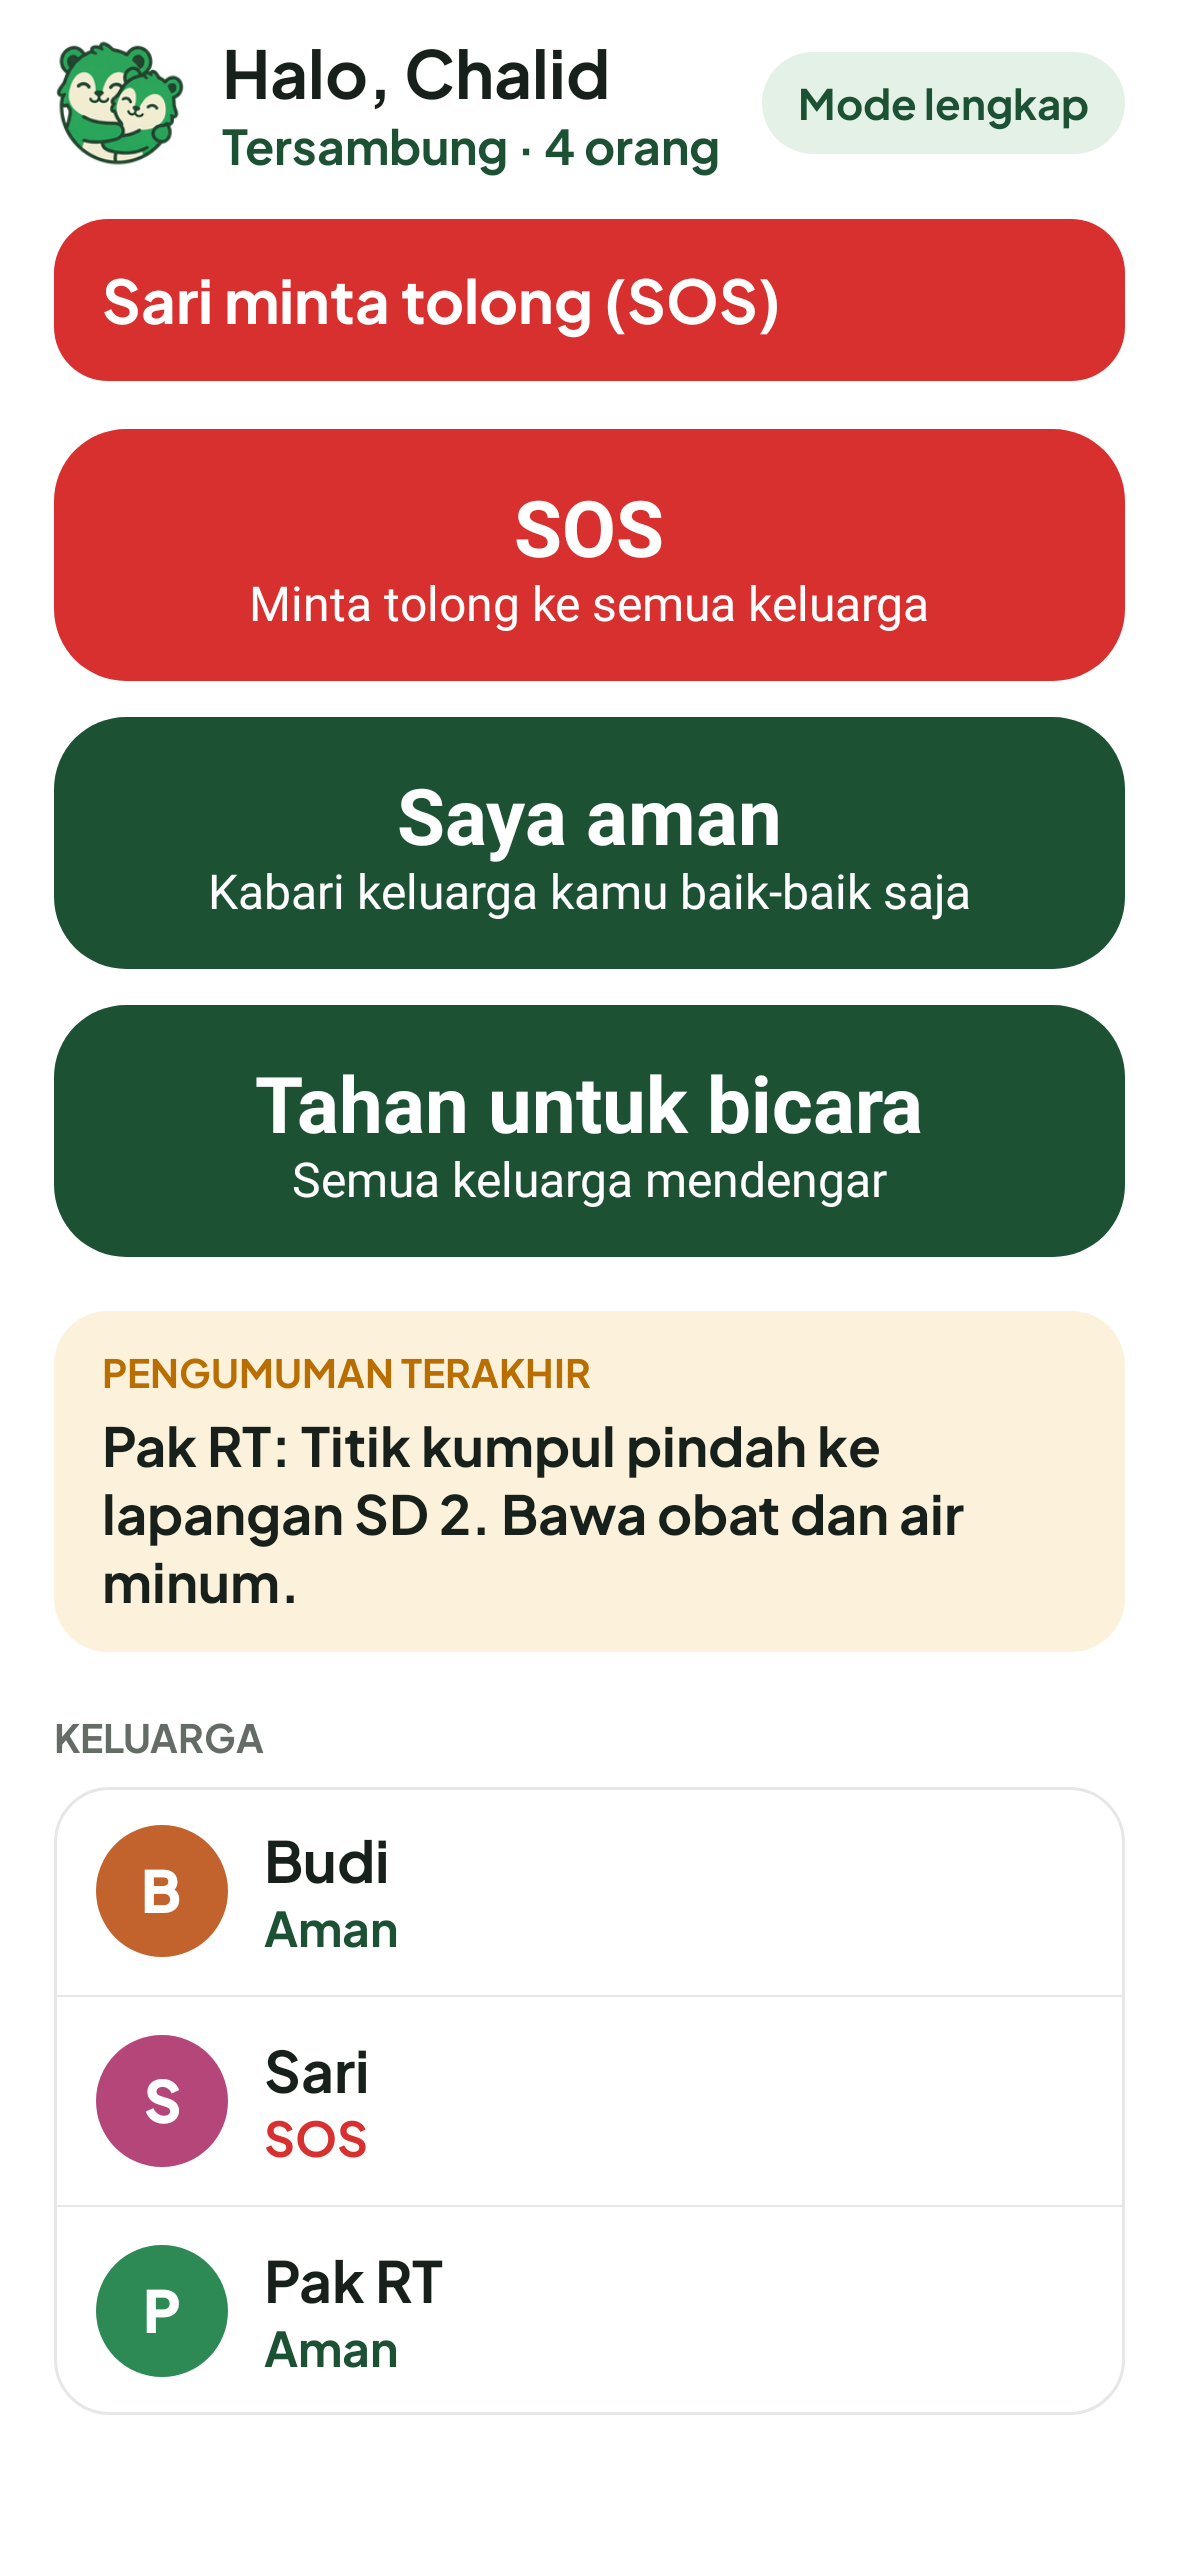 Halo, Chalid
Tersambung · 4 orang
Mode lengkap
Sari minta tolong (SOS)
SOS
Minta tolong ke semua keluarga
Saya aman
Kabari keluarga kamu baik-baik saja
Tahan untuk bicara
Semua keluarga mendengar
PENGUMUMAN TERAKHIR
Pak RT: Titik kumpul pindah ke
lapangan SD 2. Bawa obat dan air
minum.
KELUARGA
B
Budi
Aman
S
Sari
SOS
P
Pak RT
Aman